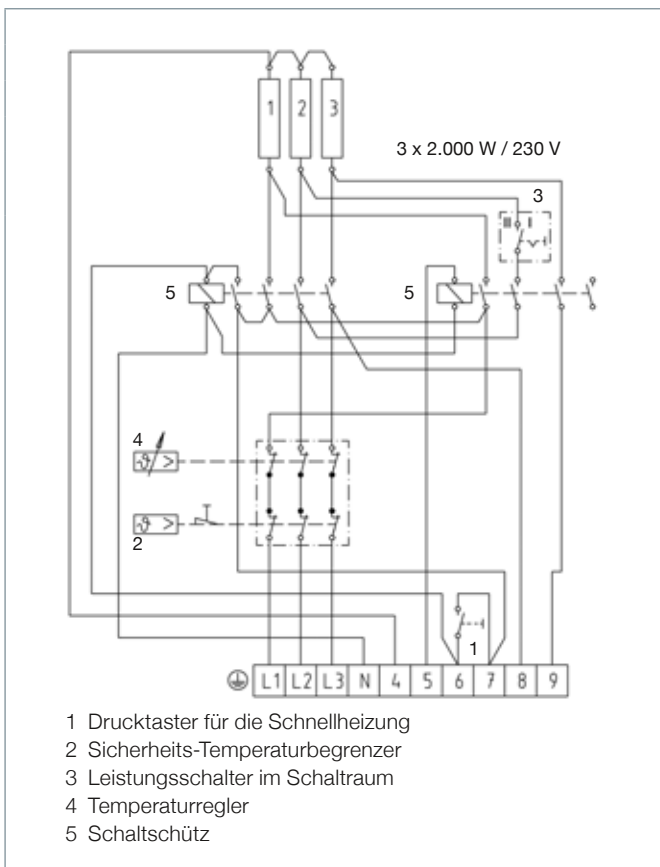 1 2 3
3 x 2.000 W / 230 V
3
II I
5 5
4
ϑ >
ϑ >
2
1
L1 L2 L3 N 4 5 6 7 8 9
1 Drucktaster für die Schnellheizung
2 Sicherheits-Temperaturbegrenzer
3 Leistungsschalter im Schaltraum
4 Temperaturregler
5 Schaltschütz